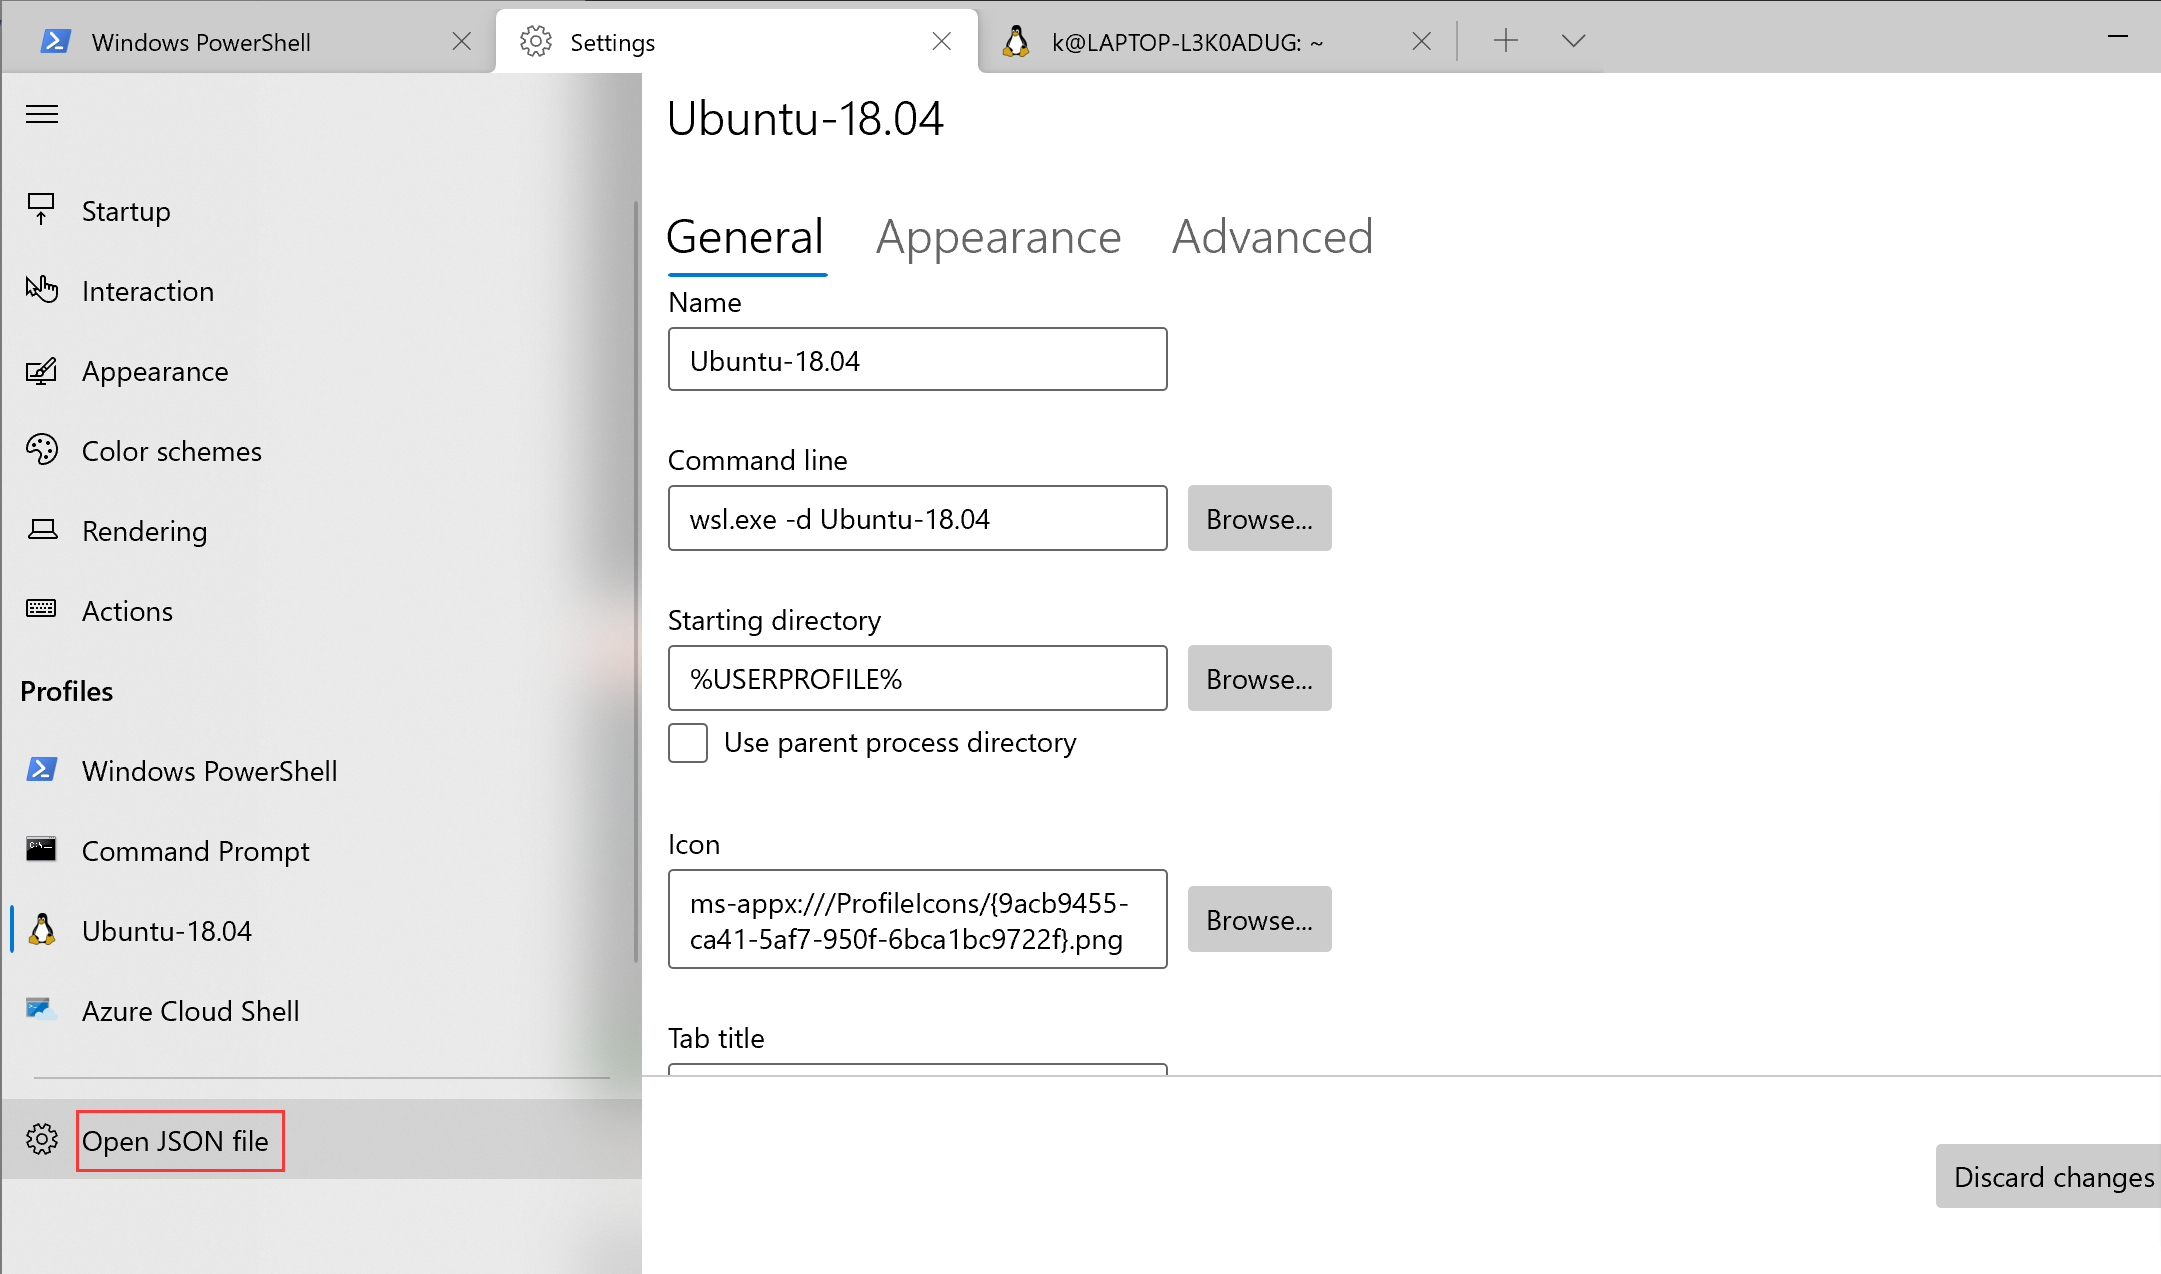 Windows PowerShell
Settings
k@LAPTOP-L3K0ADUG: ~
Startup
Interaction
Appearance
Color schemes
Rendering
Actions
Profiles
Windows PowerShell
Command Prompt
Ubuntu-18.04
Azure Cloud Shell
Open JSON file
Ubuntu-18.04
General Appearance Advanced
Name
Ubuntu-18.04
Command line
wsl.exe -d Ubuntu-18.04
Browse...
Starting directory
%USERPROFILE%
Browse...
Use parent process directory
Icon
ms-appx:///ProfileIcons/{9acb9455-
ca41-5af7-950f-6bca1bc9722f}.png
Browse...
Tab title
Discard changes